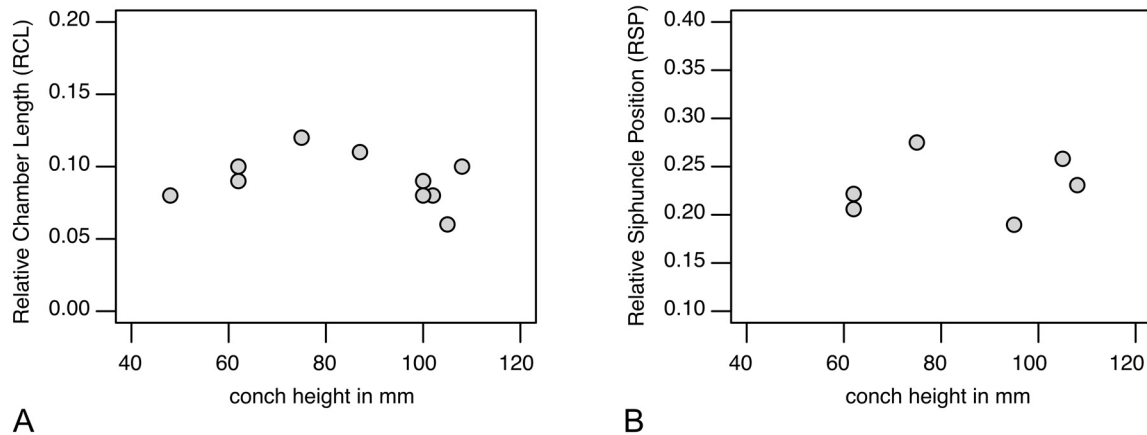 Relative Chamber Length (RCL)
0.20
0.15
0.10
0.05
0.00
40 60 80 100 120
conch height in mm
A
Relative Siphuncle Position (RSP)
0.40
0.35
0.30
0.25
0.20
0.15
0.10
40 60 80 100 120
conch height in mm
B